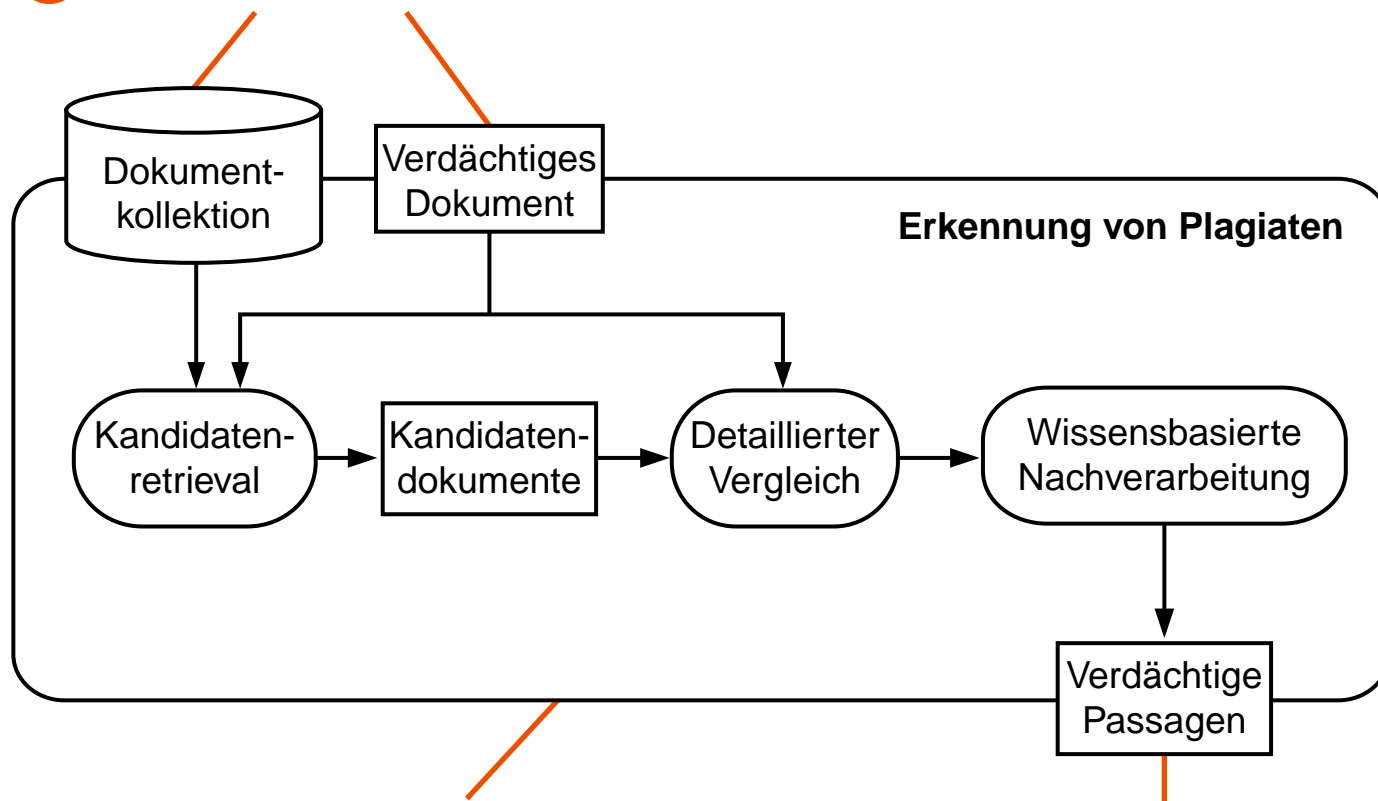 Dokument-
kollektion
Verdächtiges
Dokument
Erkennung von Plagiaten
Kandidaten-
retrieval
Kandidaten-
dokumente
Detaillierter
Vergleich
Wissensbasierte
Nachverarbeitung
Verdächtige
Passagen